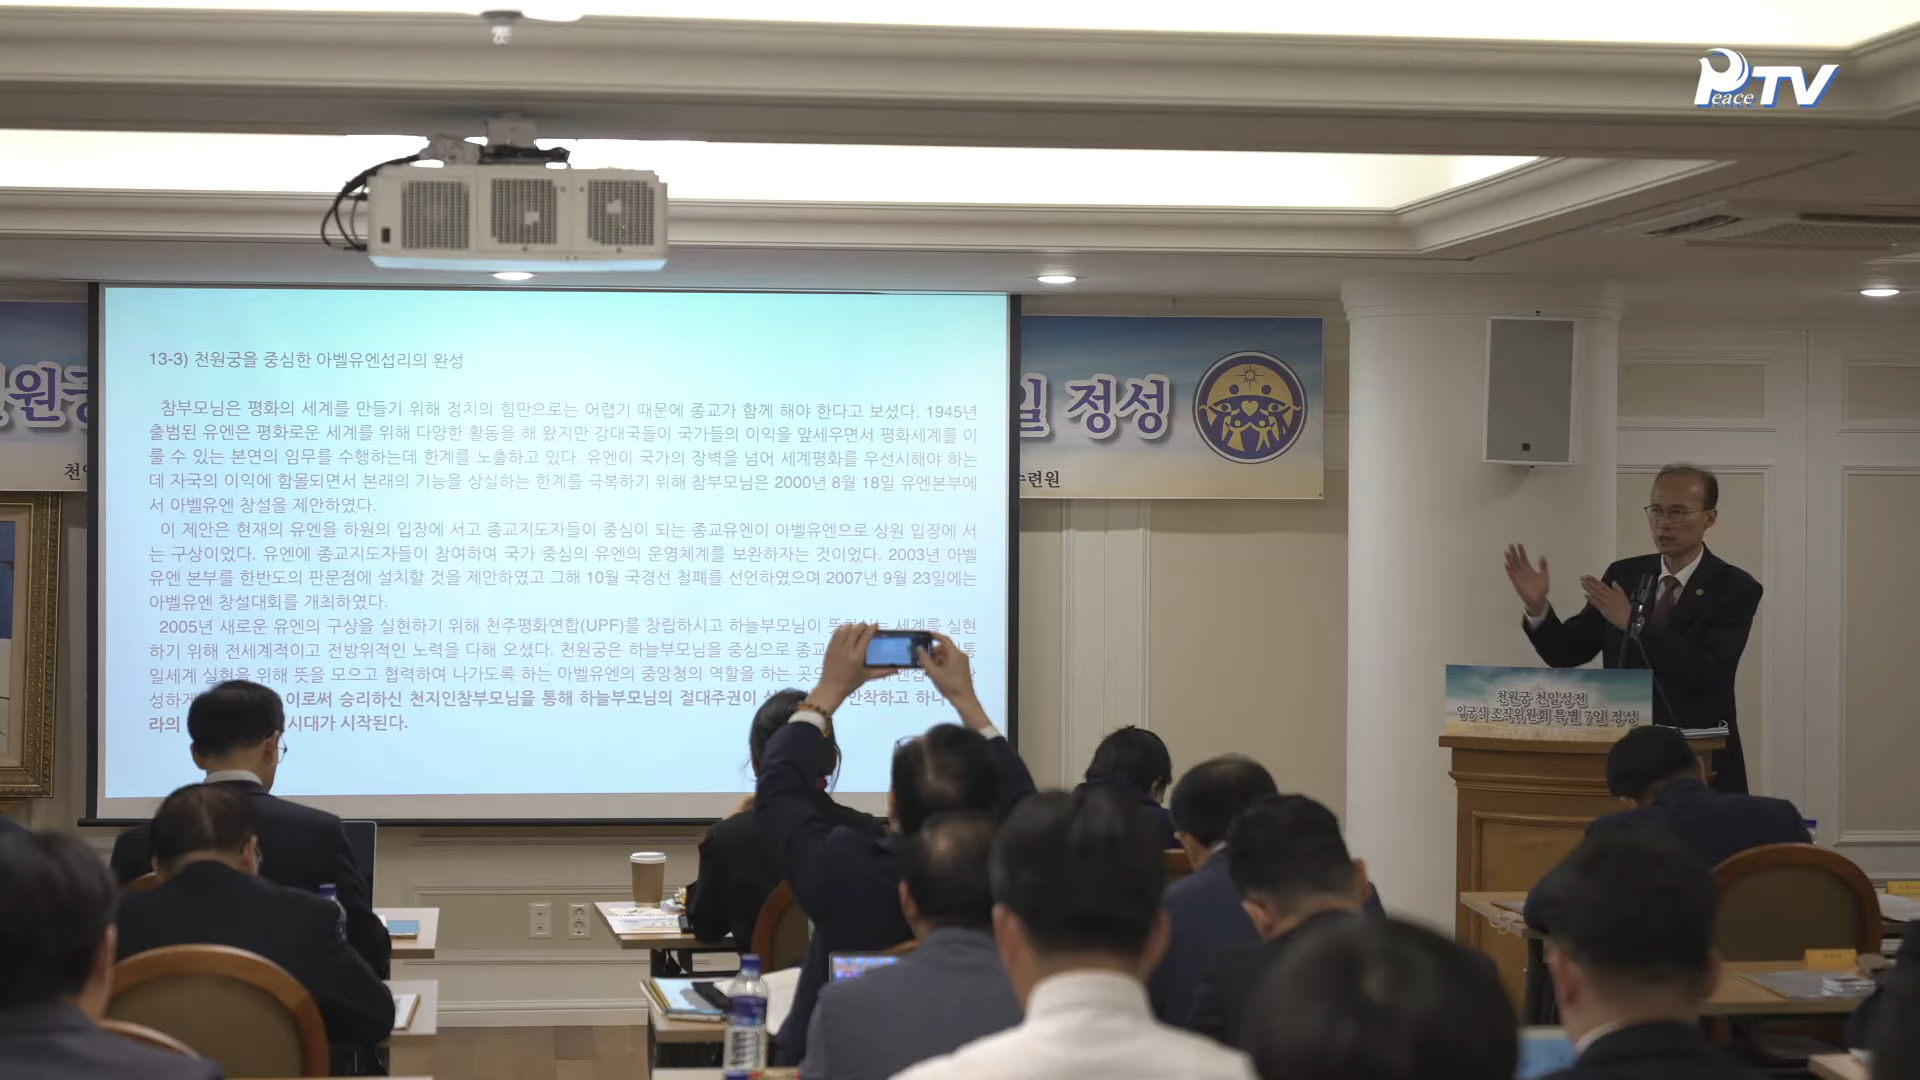 Peace TV
13-3) 천원궁을 중심한 아벨유엔섭리의 완성
참부모님은 평화의 세계를 만들기 위해 정치의 힘만으로는 어렵기 때문에 종교가 함께 해야 한다고 보셨다. 1945년
출범된 유엔은 평화로운 세계를 위해 다양한 활동을 해 왔지만 강대국들이 국가들의 이익을 앞세우면서 평화세계를 이
룰 수 있는 본연의 임무를 수행하는데 한계를 노출하고 있다. 유엔이 국가의 장벽을 넘어 세계평화를 우선시해야 하는
데 자국의 이익에 함몰되면서 본래의 기능을 상실하는 한계를 극복하기 위해 참부모님은 2000년 8월 18일 유엔본부에
서 아벨유엔 창설을 제안하였다.
이 제안은 현재의 유엔을 하원의 입장에 서고 종교지도자들이 중심이 되는 종교유엔이 아벨유엔으로 상원 입장에 서
는 구상이었다. 유엔에 종교지도자들이 참여하여 국가 중심의 유엔의 운영체계를 보완하자는 것이었다. 2003년 아벨
유엔 본부를 한반도의 판문점에 설치할 것을 제안하였고 그해 10월 국경선 철폐를 선언하였으며 2007년 9월 23일에는
아벨유엔 창설대회를 개최하였다.
2005년 새로운 유엔의 구상을 실현하기 위해 천주평화연합(UPF)를 창립하시고 하늘부모님이 세계를 실현
하기 위해 전세계적이고 전방위적인 노력을 다해 오셨다. 천원궁은 하늘부모님을 중심으로 통
일세계 실현을 위해 뜻을 모으고 협력하여 나가도록 하는 아벨유엔의 중앙청의 역할을 하는
성하게 이로써 승리하신 천지인참부모님을 통해 하늘부모님의 절대주권이 안착하고
라의 시대가 시작된다.
일 정성
수련원
천원궁 천일성전
입궁식 조직위원회 특별 7일 정성